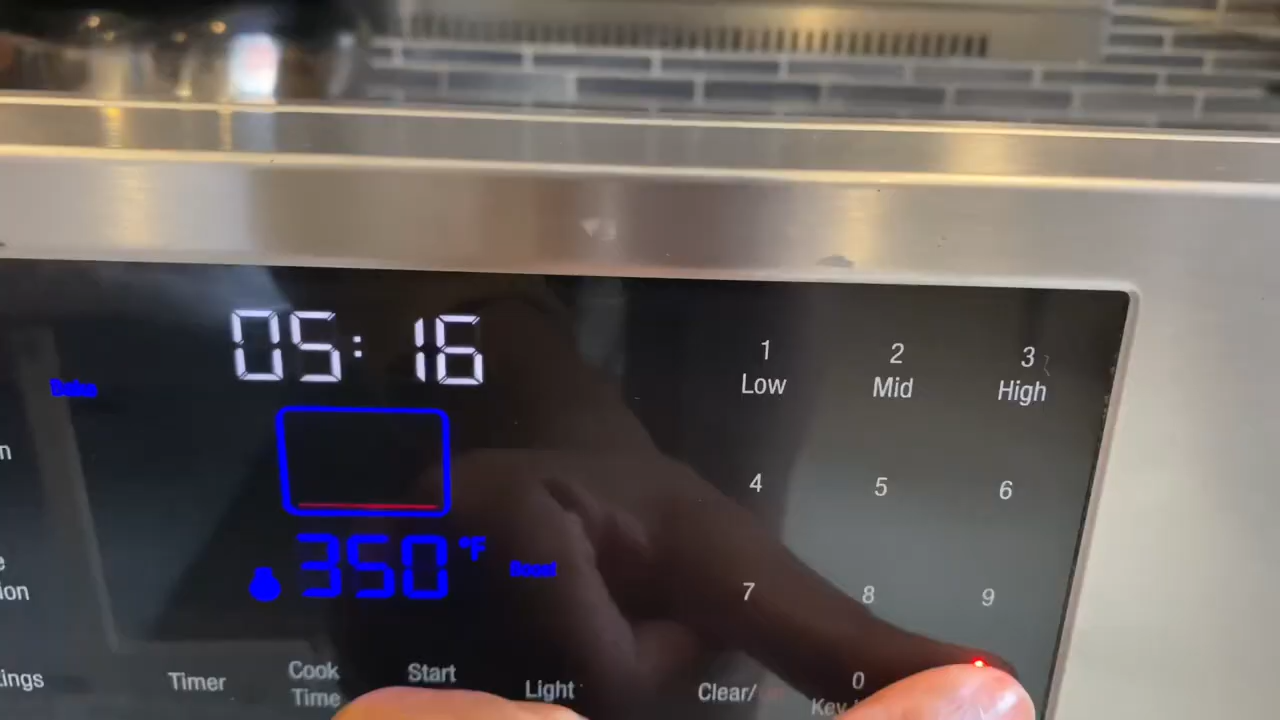 05:16
1 2 3
Low Mid High
Bake
n
4 5 6
350 °F
Boost
e
ion
7 8 9
ings
Timer
Cook
Time
Start
Light
Clear/
0
Key